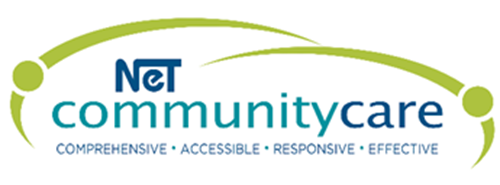 NeT
communitycare
COMPREHENSIVE • ACCESSIBLE • RESPONSIVE • EFFECTIVE